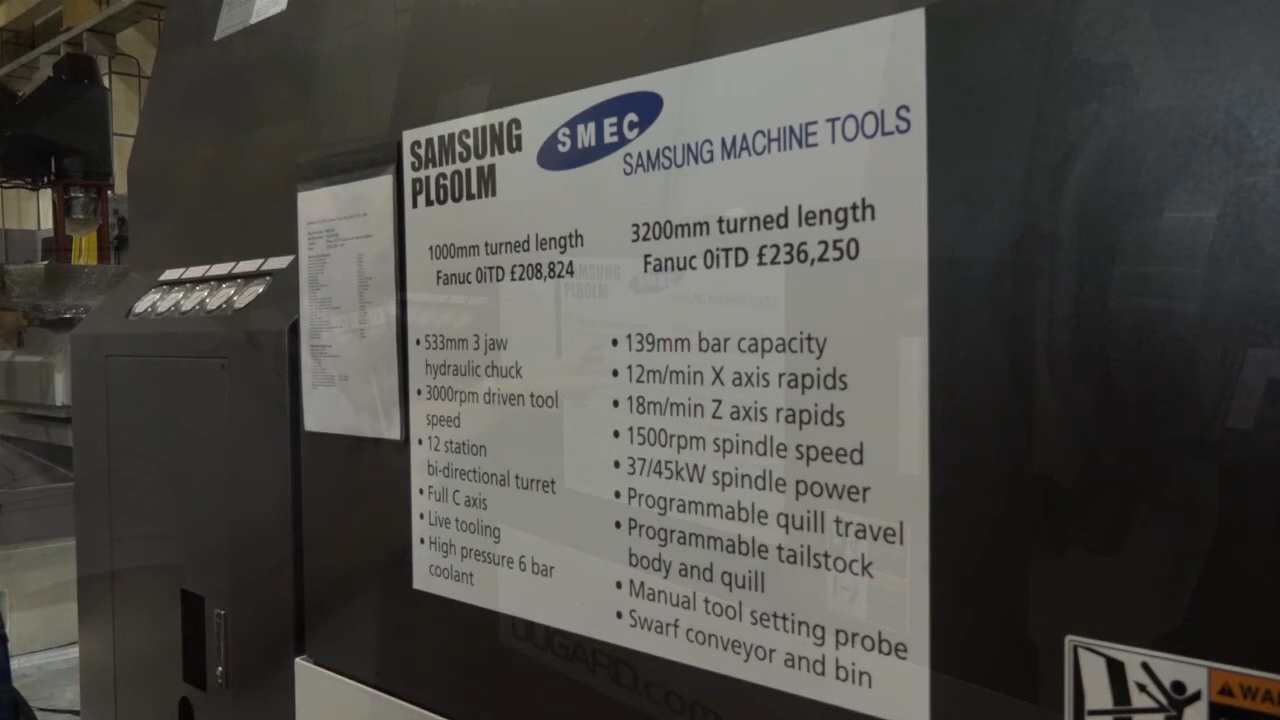 SAMSUNG
PL60LM
SMEC
SAMSUNG MACHINE TOOLS
1000mm turned length
Fanuc 0iTD £208,824
3200mm turned length
Fanuc 0iTD £236,250
• 533mm 3 jaw
hydraulic chuck
• 3000rpm driven tool
speed
• 12 station
bi-directional turret
• Full C axis
• Live tooling
• High pressure 6 bar
coolant
• 139mm bar capacity
• 12m/min X axis rapids
• 18m/min Z axis rapids
• 1500rpm spindle speed
• 37/45kW spindle power
• Programmable quill travel
• Programmable tailstock
body and quill
• Manual tool setting probe
• Swarf conveyor and bin
DUGARD.com